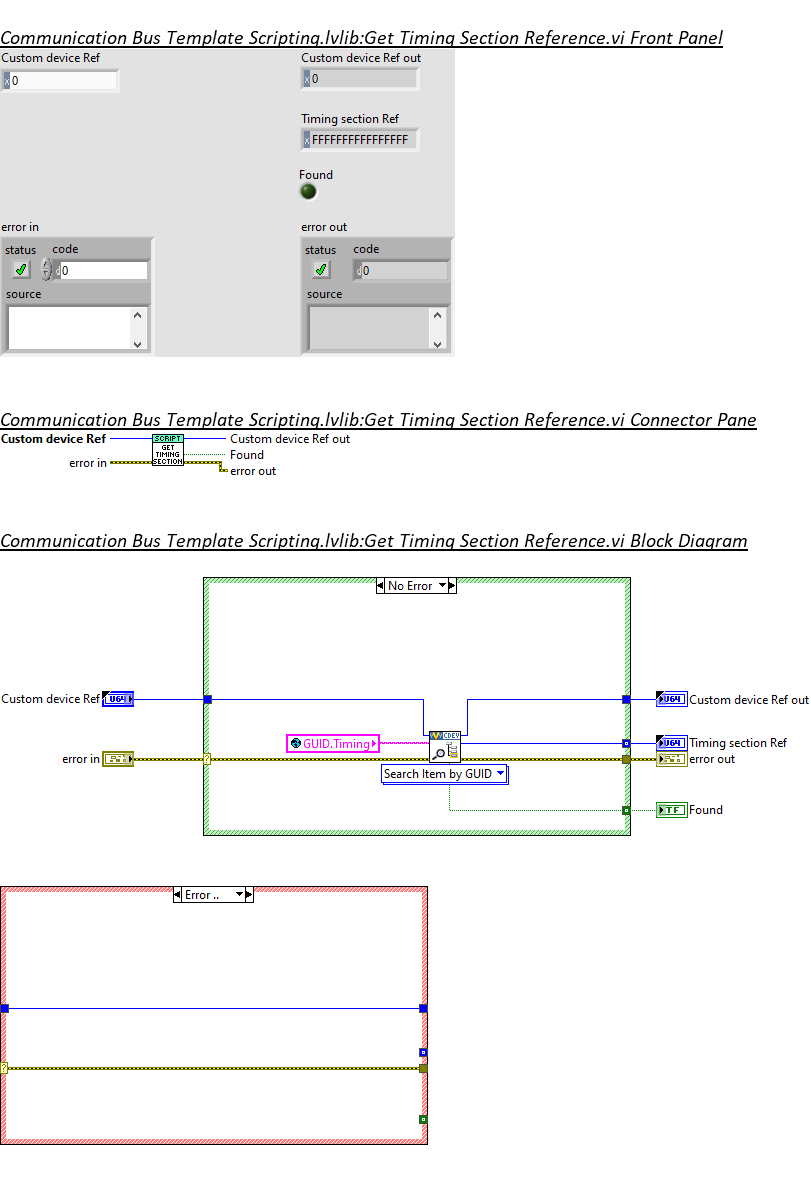 Communication Bus Template Scripting.lvlib:Get Timing Section Reference.vi Front Panel
Custom device Ref
Custom device Ref out
x 0
x 0
Timing section Ref
x FFFFFFFFFFFFFFFF
Found
error in
error out
status code
status code
d 0
d 0
source
source
Communication Bus Template Scripting.lvlib:Get Timing Section Reference.vi Connector Pane
Custom device Ref
SCRIPT
GET
TIMING
SECTION
Custom device Ref out
Found
error in
error out
Communication Bus Template Scripting.lvlib:Get Timing Section Reference.vi Block Diagram
No Error
Custom device Ref U64
U64 Custom device Ref out
CDEV
GUID.Timing
U64 Timing section Ref
error in
?
error out
Search Item by GUID
TF Found
Error ..
?